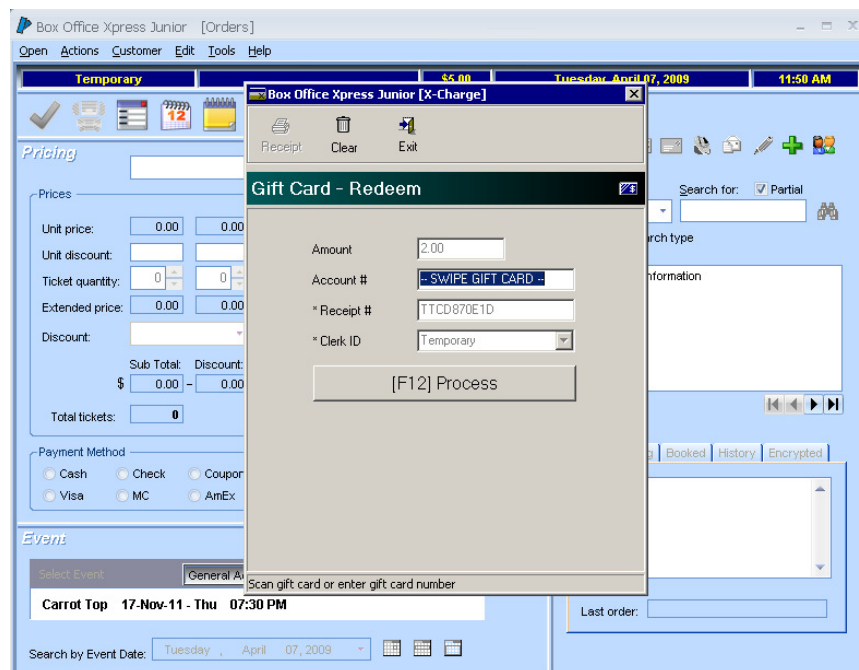 Box Office Xpress Junior [Orders]
Open Actions Customer Edit Tools Help
Temporary $5.00 Tuesday, April 07, 2009 11:50 AM
Box Office Xpress Junior [X-Charge]
12
Receipt Clear Exit
Pricing
Gift Card - Redeem
Search for: Partial
Prices
Unit price: 0.00 0.00
Unit discount:
Ticket quantity: 0 0
Extended price: 0.00 0.00
Discount:
Sub Total: Discount:
$ 0.00 - 0.00
Total tickets: 0
Amount 2.00
Account # -- SWIPE GIFT CARD --
* Receipt # TTCD870E1D
* Clerk ID Temporary
[F12] Process
Payment Method
Cash Check Coupon
Visa MC AmEx
Booked History Encrypted
Event
Select Event General A
Scan gift card or enter gift card number
Carrot Top 17-Nov-11 - Thu 07:30 PM
Last order:
Search by Event Date: Tuesday , April 07, 2009